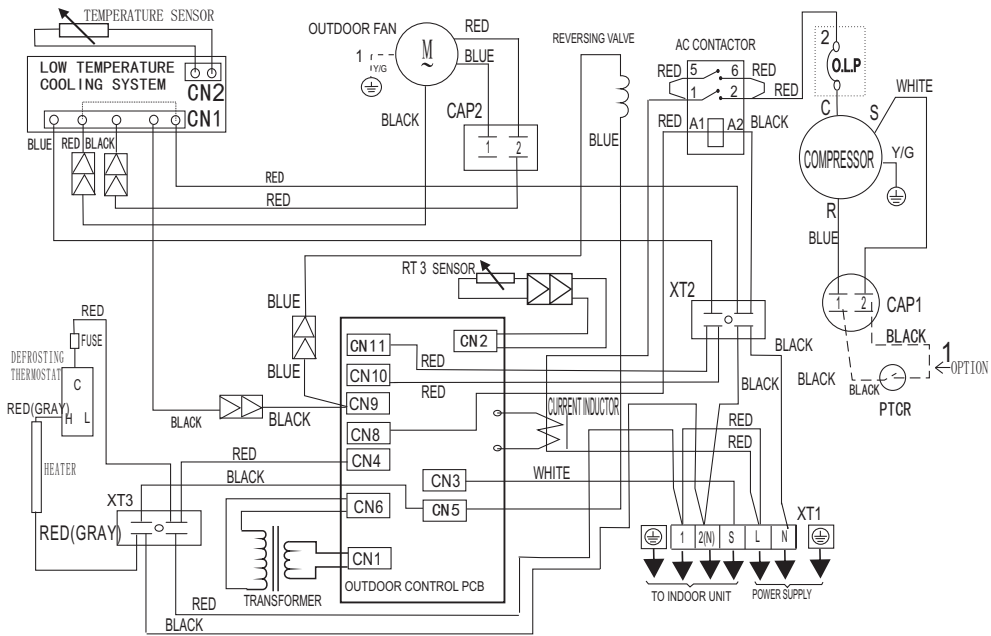 TEMPERATURE SENSOR
LOW TEMPERATURE
COOLING SYSTEM
CN2
CN1
BLUE
RED
BLACK
OUTDOOR FAN
1
Y/G
M
~
RED
BLUE
BLACK
CAP2
1
2
RED
RED
REVERSING VALVE
BLUE
AC CONTACTOR
RED
5
6
RED
1
2
RED
RED
A1
A2
BLACK
2
O.L.P
C
S
WHITE
COMPRESSOR
Y/G
R
BLUE
1
2
CAP1
BLACK
1
OPTION
BLACK
BLACK
PTCR
RT 3 SENSOR
XT2
BLACK
BLACK
BLUE
BLUE
RED
FUSE
DEFROSTING
THERMOSTAT
C
H L
RED(GRAY)
HEATER
XT3
RED(GRAY)
BLACK
BLACK
RED
BLACK
CN11
CN2
CN10
CN9
CN8
CN4
CN3
CN6
CN5
CN1
RED
RED
CURRENT INDUCTOR
WHITE
RED
RED
OUTDOOR CONTROL PCB
TRANSFORMER
RED
BLACK
XT1
1
2(N)
S
L
N
TO INDOOR UNIT
POWER SUPPLY